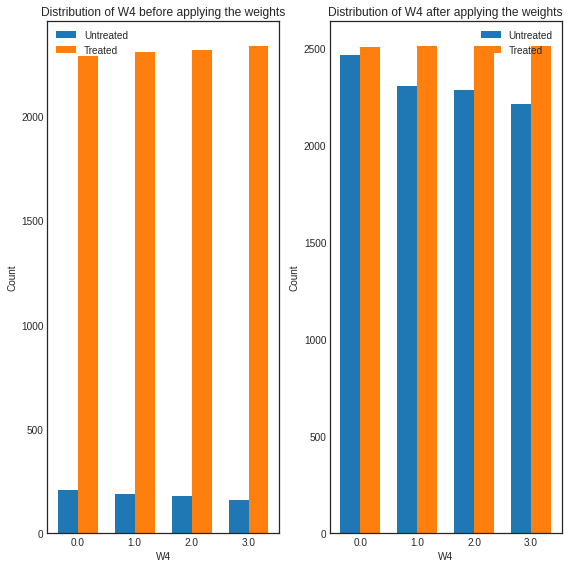 Distribution of W4 before applying the weights
Untreated
Treated
2000
1500
1000
500
0
Count
0.0 1.0 2.0 3.0
W4
Distribution of W4 after applying the weights
Untreated
Treated
2500
2000
1500
1000
500
0
Count
0.0 1.0 2.0 3.0
W4